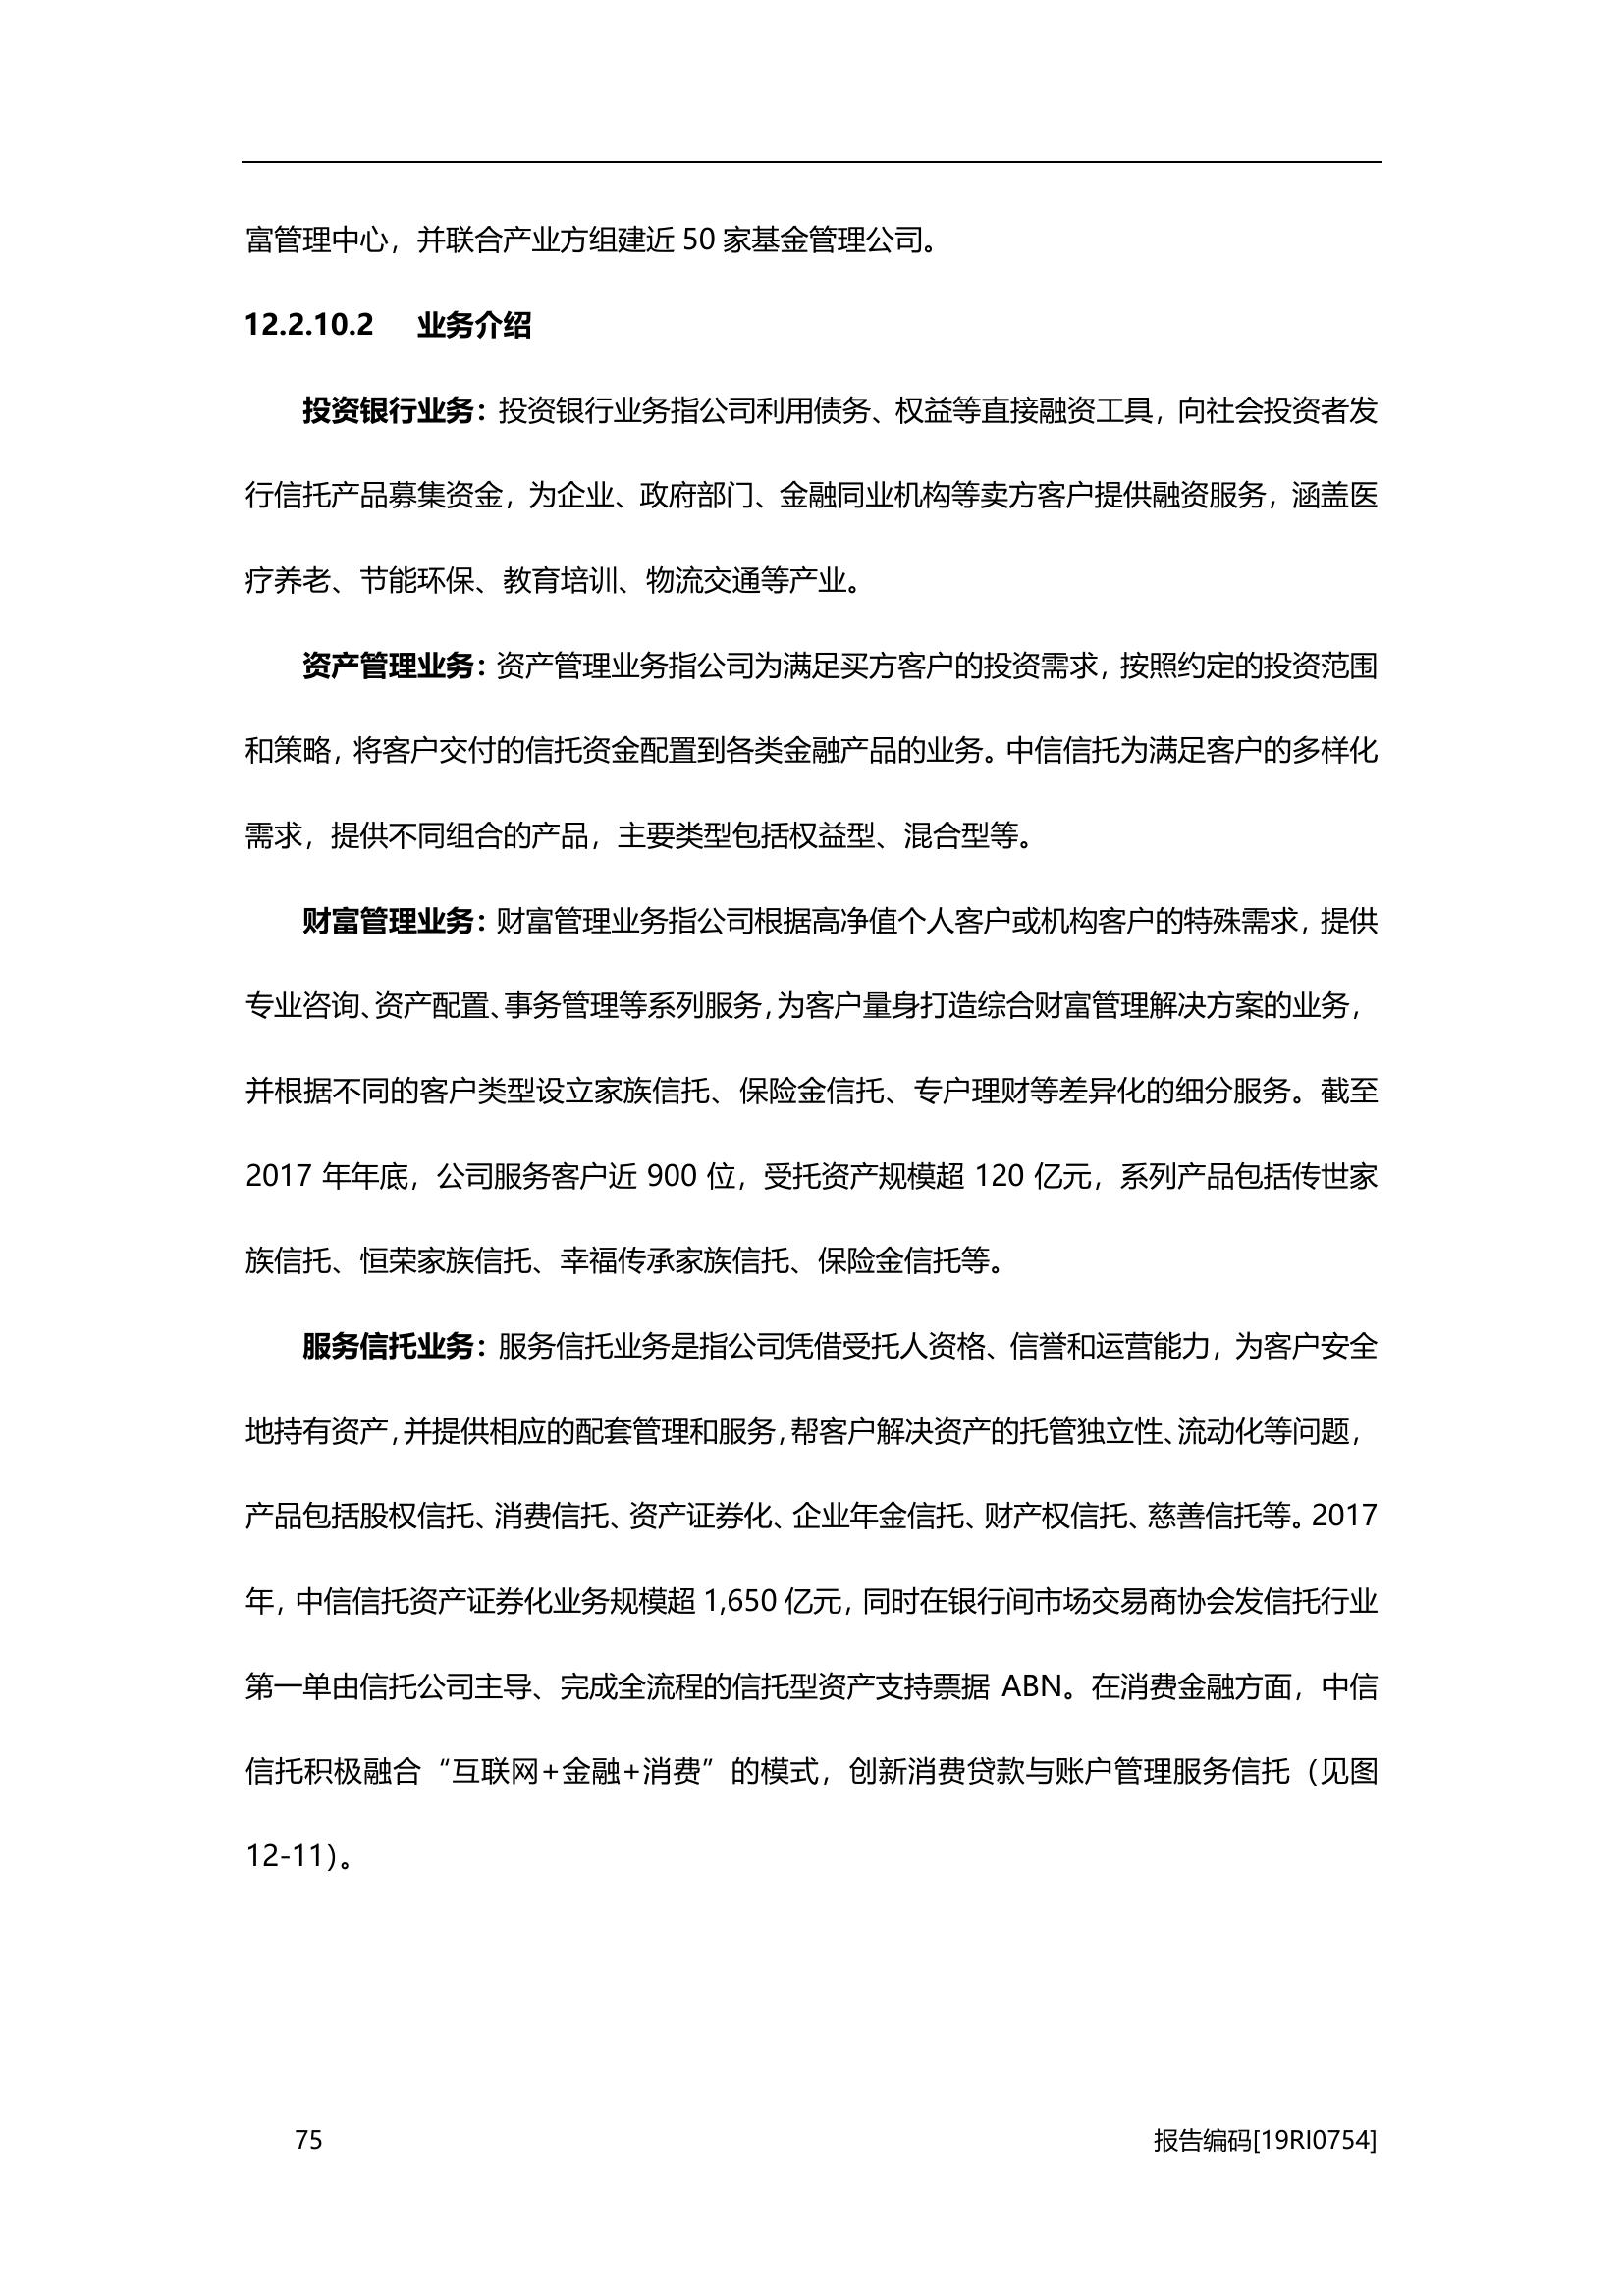 富管理中心，并联合产业方组建近 50 家基金管理公司。
12.2.10.2 业务介绍
投资银行业务：投资银行业务指公司利用债务、权益等直接融资工具，向社会投资者发
行信托产品募集资金，为企业、政府部门、金融同业机构等卖方客户提供融资服务，涵盖医
疗养老、节能环保、教育培训、物流交通等产业。
资产管理业务：资产管理业务指公司为满足买方客户的投资需求，按照约定的投资范围
和策略，将客户交付的信托资金配置到各类金融产品的业务。中信信托为满足客户的多样化
需求，提供不同组合的产品，主要类型包括权益型、混合型等。
财富管理业务：财富管理业务指公司根据高净值个人客户或机构客户的特殊需求，提供
专业咨询、资产配置、事务管理等系列服务，为客户量身打造综合财富管理解决方案的业务，
并根据不同的客户类型设立家族信托、保险金信托、专户理财等差异化的细分服务。截至
2017 年年底，公司服务客户近 900 位，受托资产规模超 120 亿元，系列产品包括传世家
族信托、恒荣家族信托、幸福传承家族信托、保险金信托等。
服务信托业务：服务信托业务是指公司凭借受托人资格、信誉和运营能力，为客户安全
地持有资产，并提供相应的配套管理和服务，帮客户解决资产的托管独立性、流动化等问题，
产品包括股权信托、消费信托、资产证券化、企业年金信托、财产权信托、慈善信托等。2017
年，中信信托资产证券化业务规模超 1,650 亿元，同时在银行间市场交易商协会发信托行业
第一单由信托公司主导、完成全流程的信托型资产支持票据 ABN。在消费金融方面，中信
信托积极融合“互联网+金融+消费”的模式，创新消费贷款与账户管理服务信托（见图
12-11）。
75 报告编码[19RI0754]